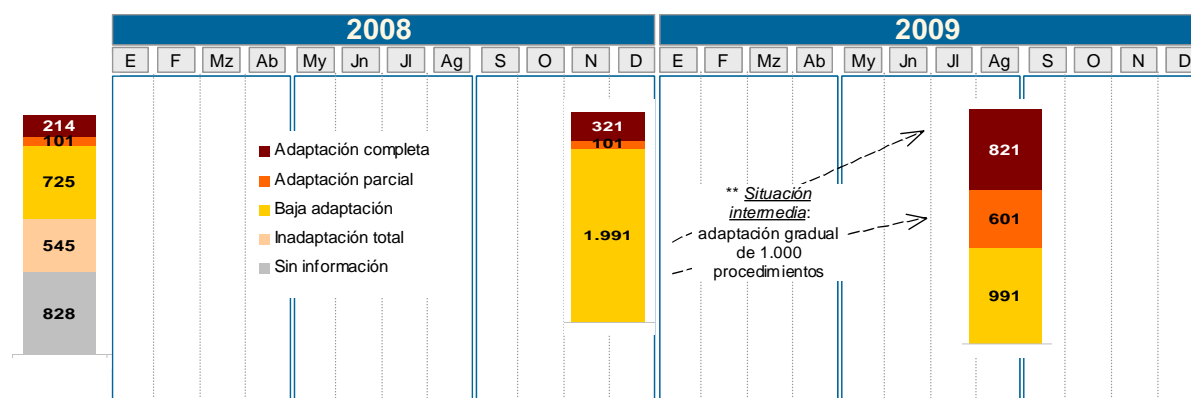 2008
2009
E F Mz Ab My Jn Jl Ag S O N D E F Mz Ab My Jn Jl Ag S O N D
214
101
725
545
828
Adaptación completa
Adaptación parcial
Baja adaptación
Inadaptación total
Sin información
321
101
1.991
** Situación
intermedia:
adaptación gradual
de 1.000
procedimientos
821
601
991